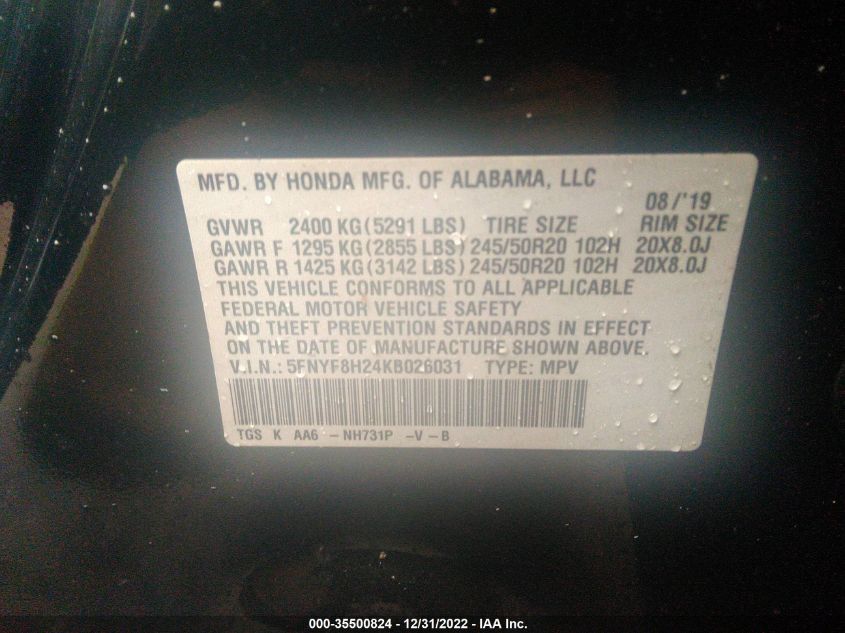 MFD. BY HONDA MFG. OF ALABAMA, LLC
08/'19
GVWR 2400 KG(5291 LBS) TIRE SIZE RIM SIZE
GAWR F 1295 KG(2855 LBS) 245/50R20 102H 20X8.0J
GAWR R 1425 KG(3142 LBS) 245/50R20 102H 20X8.0J
THIS VEHICLE CONFORMS TO ALL APPLICABLE
FEDERAL MOTOR VEHICLE SAFETY
AND THEFT PREVENTION STANDARDS IN EFFECT
ON THE DATE OF MANUFACTURE SHOWN ABOVE.
V.I.N.: 5FNYF8H24KB026031 TYPE: MPV
TGS K AA6 -NH731P -V-B
000-35500824 - 12/31/2022 - IAA Inc.